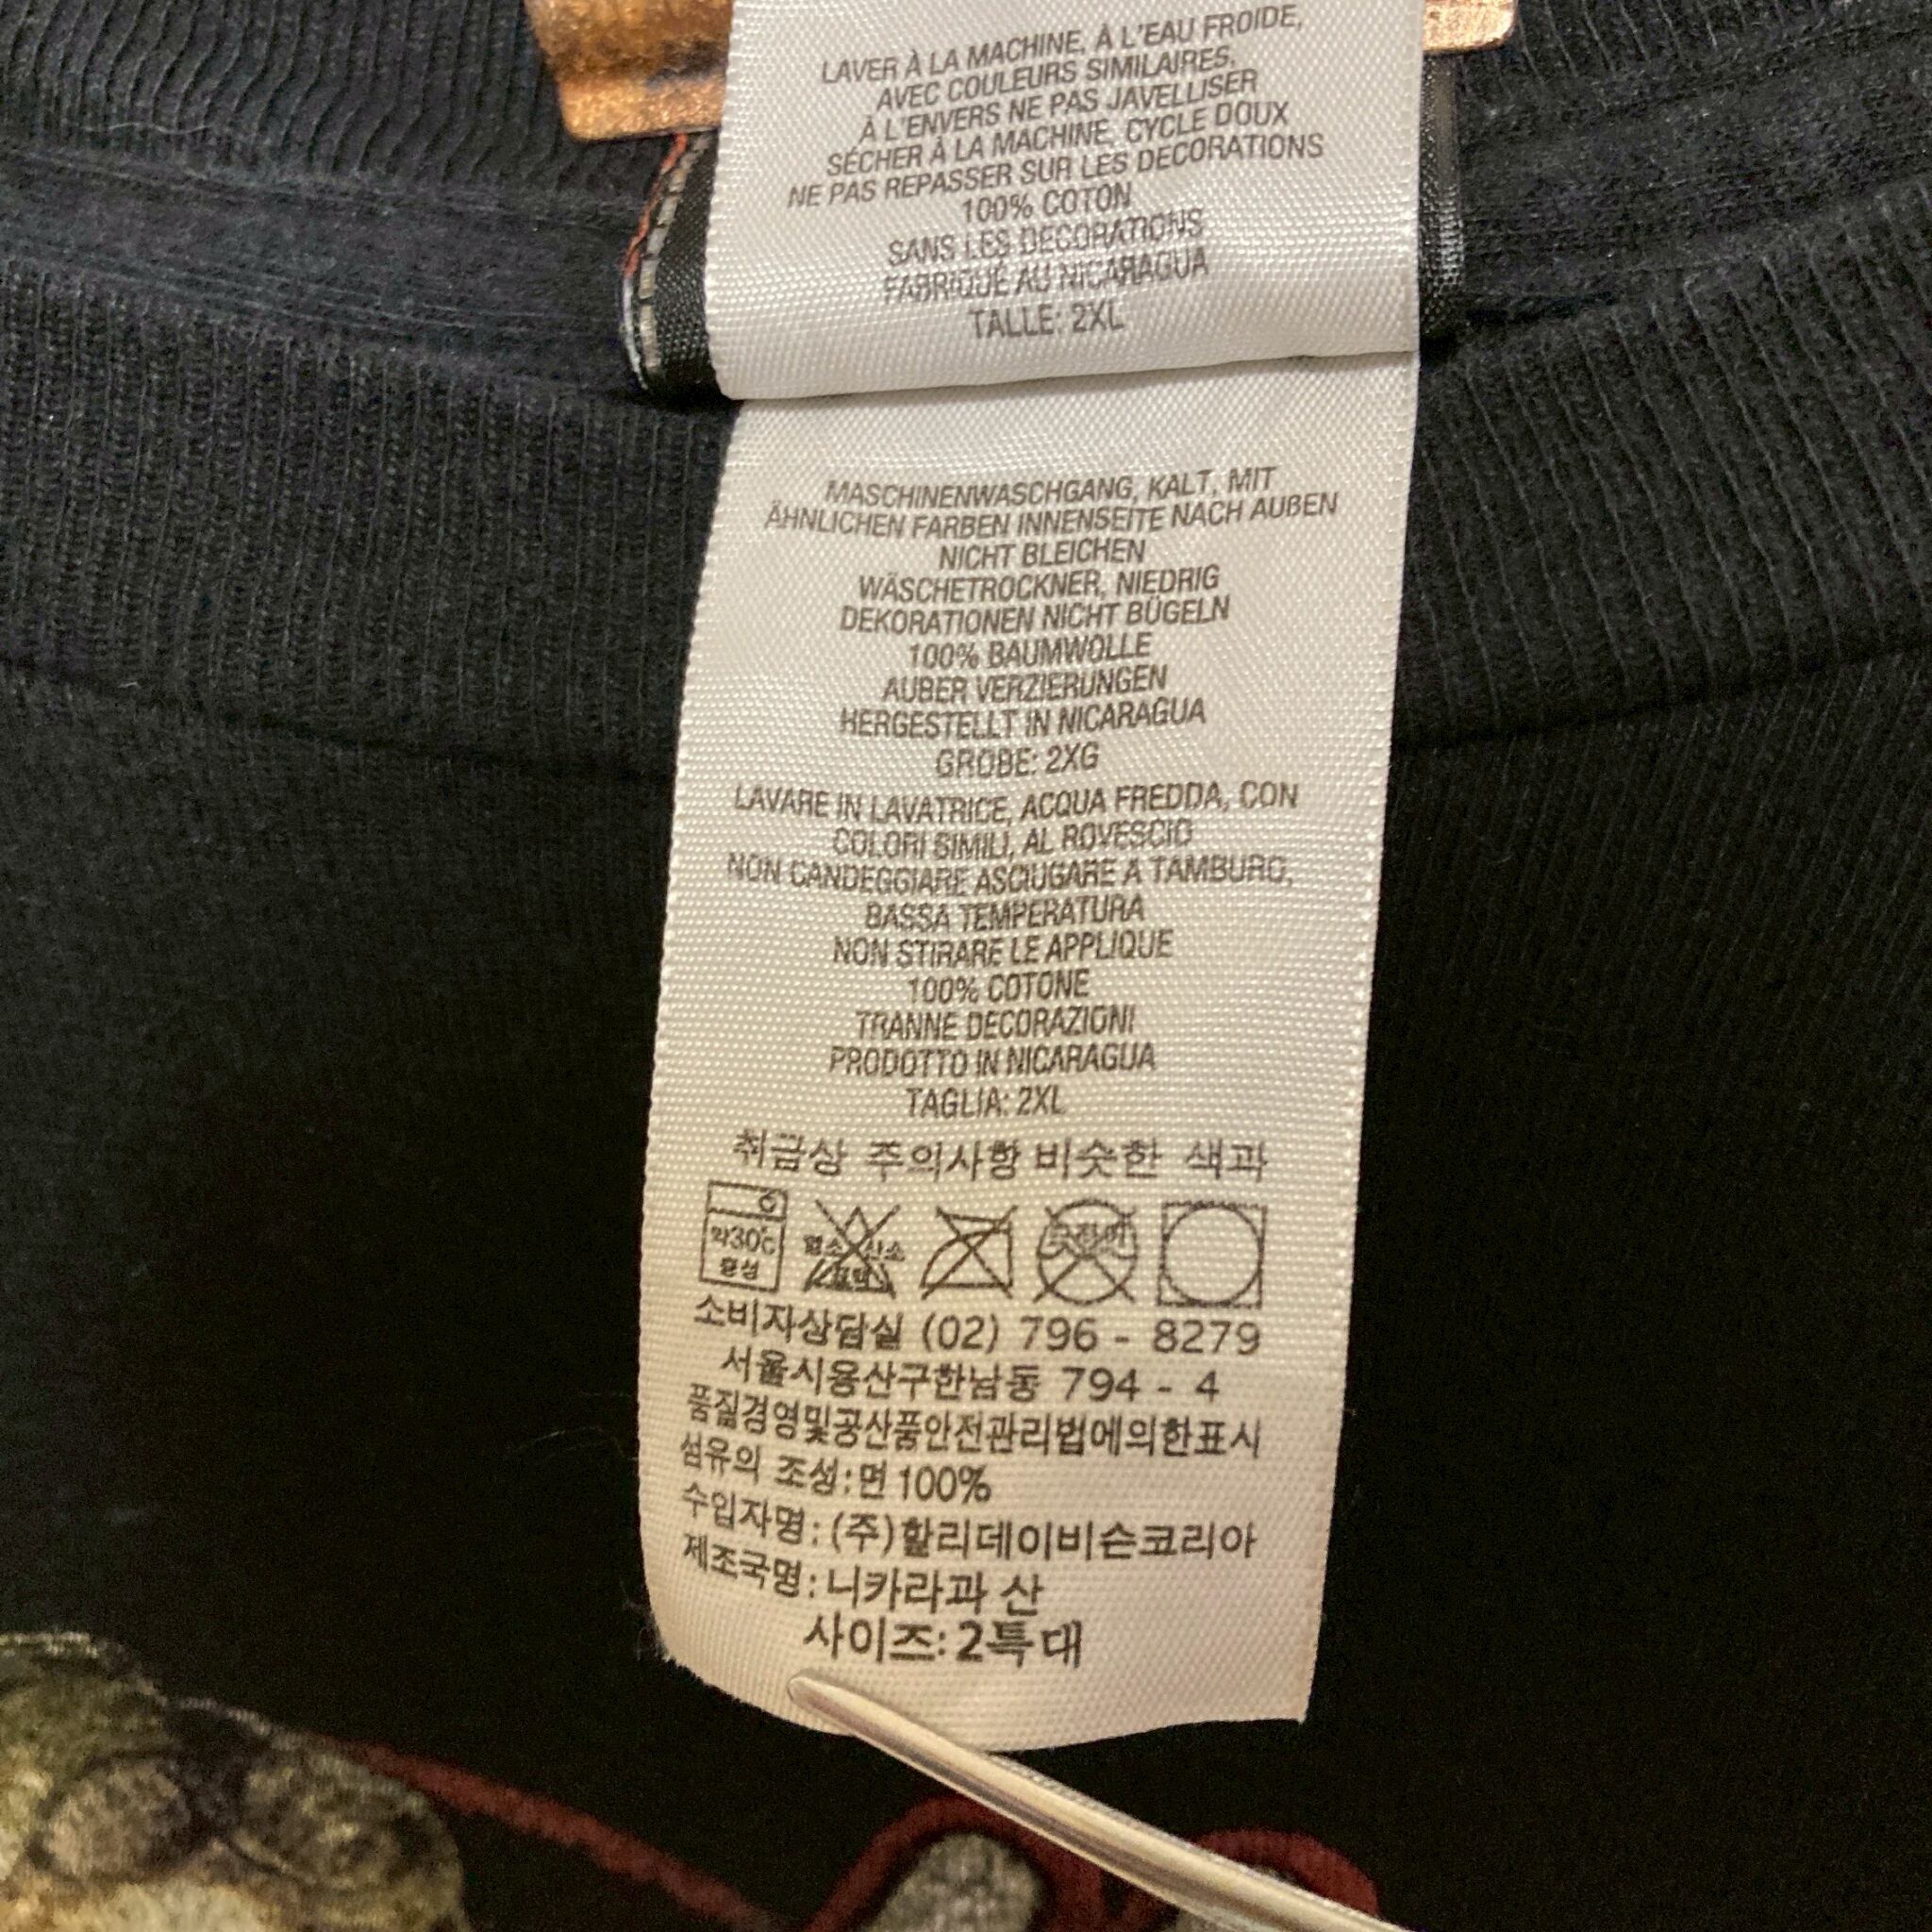 LAVER À LA MACHINE, À L'EAU FROIDE,
AVEC COULEURS SIMILAIRES,
À L'ENVERS NE PAS JAVELLISER
SÉCHER À LA MACHINE, CYCLE DOUX
NE PAS REPASSER SUR LES DECORATIONS
100% COTON
SANS LES DECORATIONS
FABRIQUÉ AU NICARAGUA
TALLE: 2XL
MASCHINENWASCHGANG, KALT, MIT
ÄHNLICHEN FARBEN INNENSEITE NACH AUßEN
NICHT BLEICHEN
WÄSCHETROCKNER, NIEDRIG
DEKORATIONEN NICHT BÜGELN
100% BAUMWOLLE
AUBER VERZIERUNGEN
HERGESTELLT IN NICARAGUA
GROBE: 2XG
LAVARE IN LAVATRICE, ACQUA FREDDA, CON
COLORI SIMILI, AL ROVESCIO
NON CANDEGGIARE ASCIUGARE A TAMBURO,
BASSA TEMPERATURA
NON STIRARE LE APPLIQUE
100% COTONE
TRANNE DECORAZIONI
PRODOTTO IN NICARAGUA
TAGLIA: 2XL
취급상 주의사항 비슷한 색과
약30℃
중성
염소 산소
표백
소비자상담실 (02) 796 - 8279
서울시용산구한남동 794 - 4
품질경영및공산품안전관리법에의한표시
섬유의 조성:면 100%
수입자명: (주)할리데이비슨코리아
제조국명: 니카라과 산
사이즈: 2특대